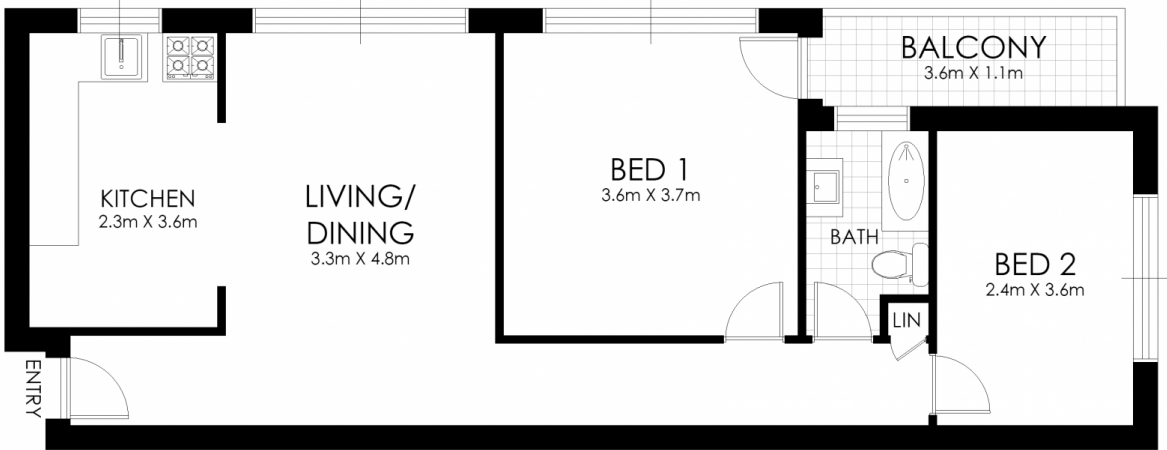 BALCONY
3.6m X 1.1m
BED 1
3.6m X 3.7m
KITCHEN
2.3m X 3.6m
LIVING/
DINING
3.3m X 4.8m
BATH
BED 2
2.4m X 3.6m
LIN
ENTRY